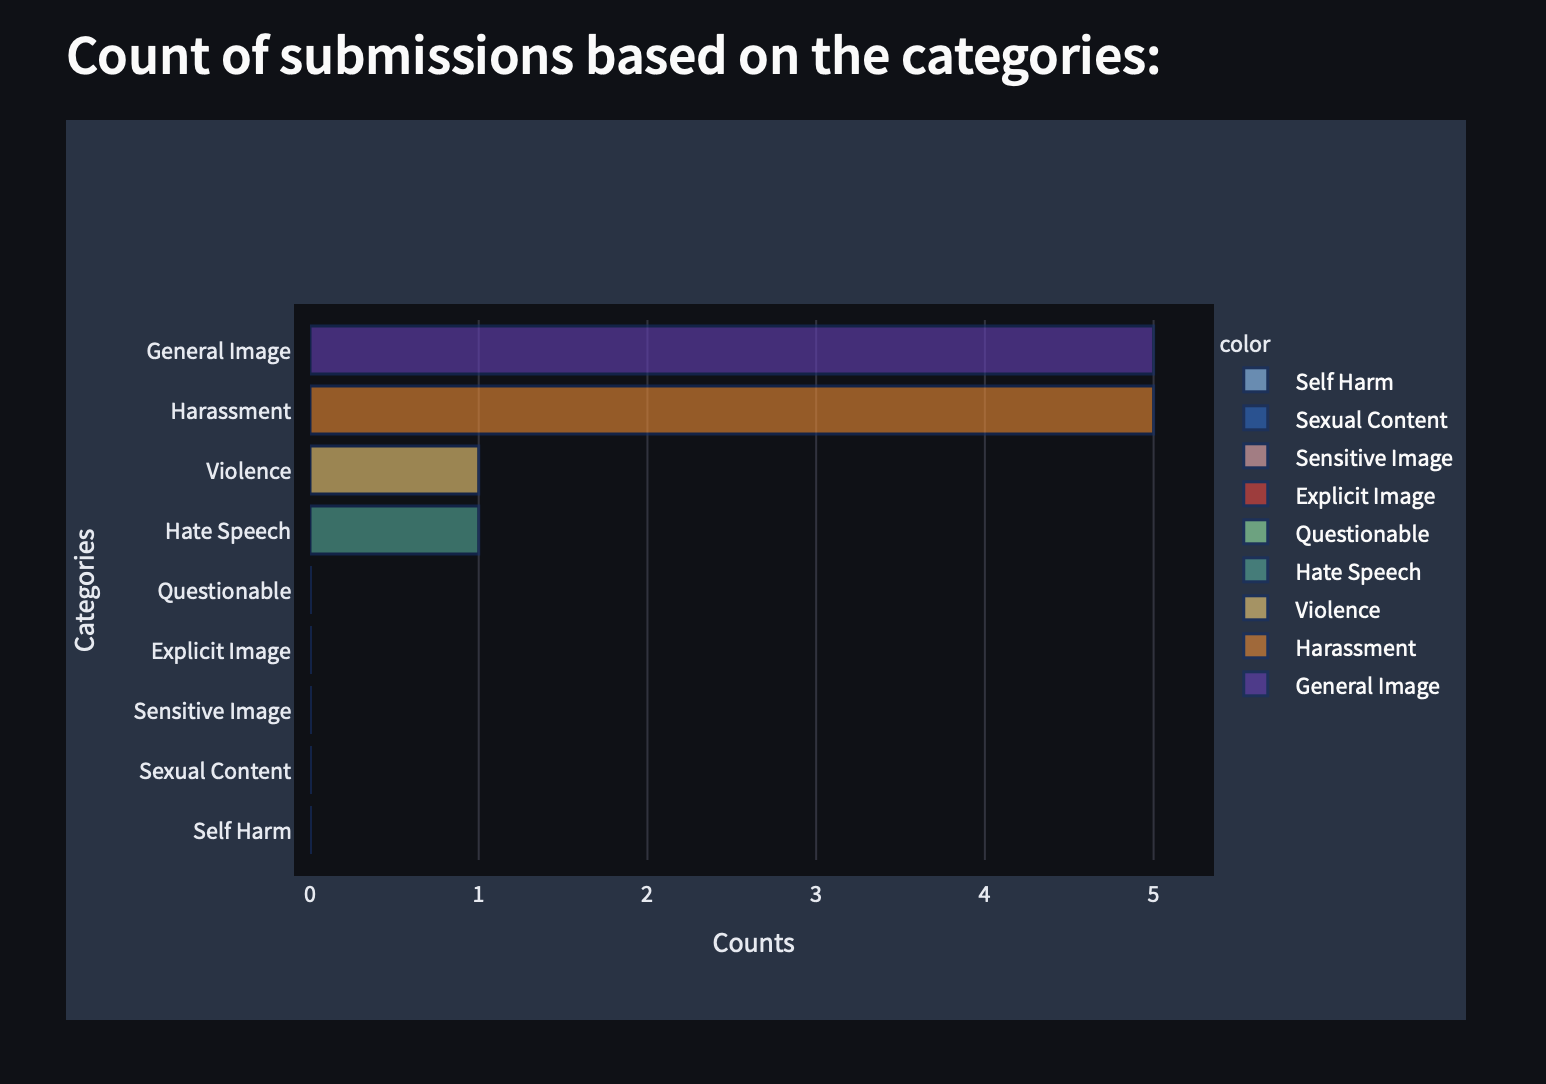 Count of submissions based on the categories:
General Image
Harassment
Violence
Hate Speech
Questionable
Explicit Image
Sensitive Image
Sexual Content
Self Harm
Categories
0 1 2 3 4 5
Counts
color
Self Harm
Sexual Content
Sensitive Image
Explicit Image
Questionable
Hate Speech
Violence
Harassment
General Image